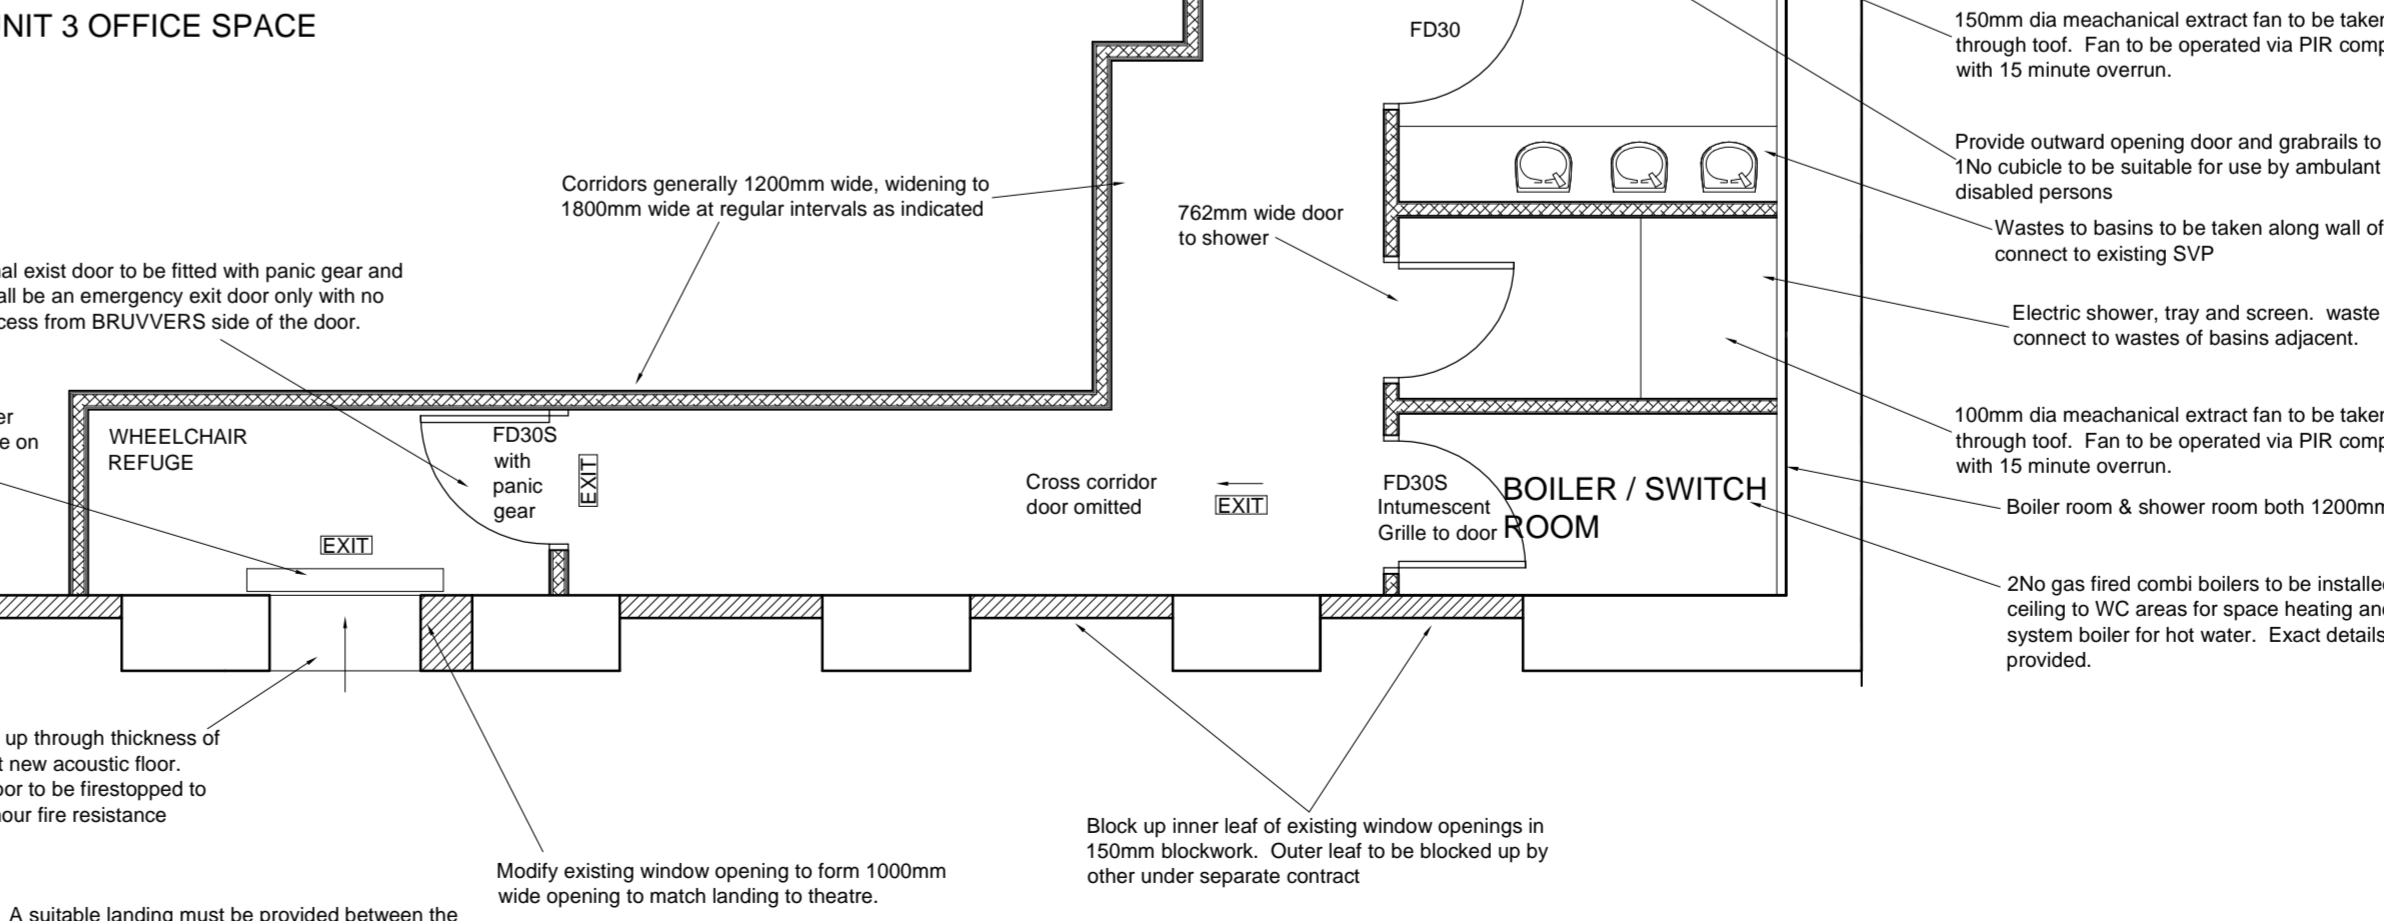 NIT 3 OFFICE SPACE
FD30
150mm dia meachanical extract fan to be taken
through toof. Fan to be operated via PIR comp
with 15 minute overrun.
Provide outward opening door and grabrails to
1No cubicle to be suitable for use by ambulant
disabled persons
Corridors generally 1200mm wide, widening to
1800mm wide at regular intervals as indicated
762mm wide door
to shower
Wastes to basins to be taken along wall of
connect to existing SVP
al exist door to be fitted with panic gear and
all be an emergency exit door only with no
cess from BRUVVERS side of the door.
Electric shower, tray and screen. waste
connect to wastes of basins adjacent.
er
e on
WHEELCHAIR
REFUGE
FD30S
with
panic
gear
EXIT
EXIT
Cross corridor
door omitted
EXIT
FD30S
Intumescent
Grille to door
BOILER / SWITCH
ROOM
100mm dia meachanical extract fan to be taken
through toof. Fan to be operated via PIR comp
with 15 minute overrun.
Boiler room & shower room both 1200mm
2No gas fired combi boilers to be installed
ceiling to WC areas for space heating and
system boiler for hot water. Exact details
provided.
up through thickness of
t new acoustic floor.
oor to be firestopped to
hour fire resistance
Modify existing window opening to form 1000mm
wide opening to match landing to theatre.
Block up inner leaf of existing window openings in
150mm blockwork. Outer leaf to be blocked up by
other under separate contract
A suitable landing must be provided between the